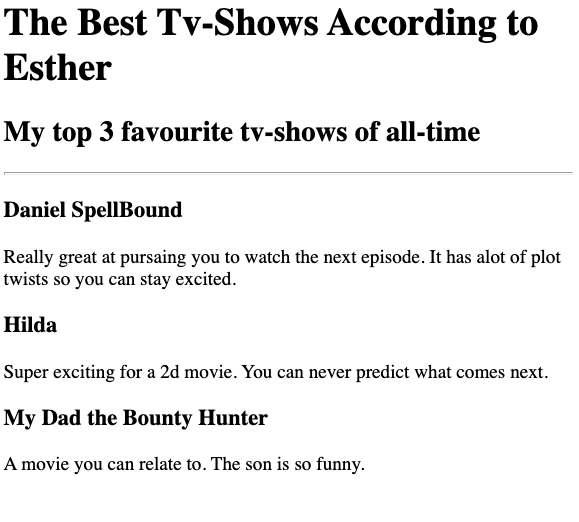 The Best Tv-Shows According to
Esther
My top 3 favourite tv-shows of all-time
Daniel SpellBound
Really great at pursaing you to watch the next episode. It has alot of plot
twists so you can stay excited.
Hilda
Super exciting for a 2d movie. You can never predict what comes next.
My Dad the Bounty Hunter
A movie you can relate to. The son is so funny.